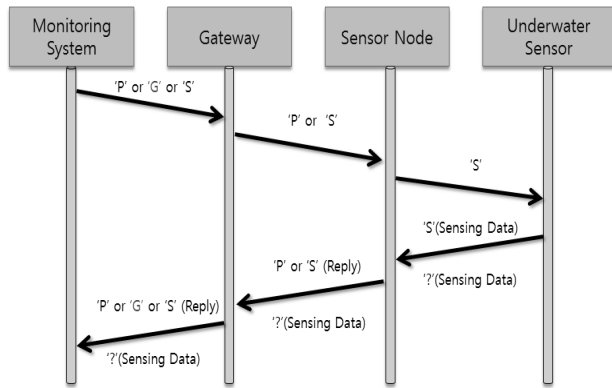 Monitoring
System
Gateway
Sensor Node
Underwater
Sensor
'P' or 'G' or 'S'
'P' or 'S'
'S'
'S'(Sensing Data)
'?'(Sensing Data)
'P' or 'S' (Reply)
'?'(Sensing Data)
'P' or 'G' or 'S' (Reply)
'?'(Sensing Data)